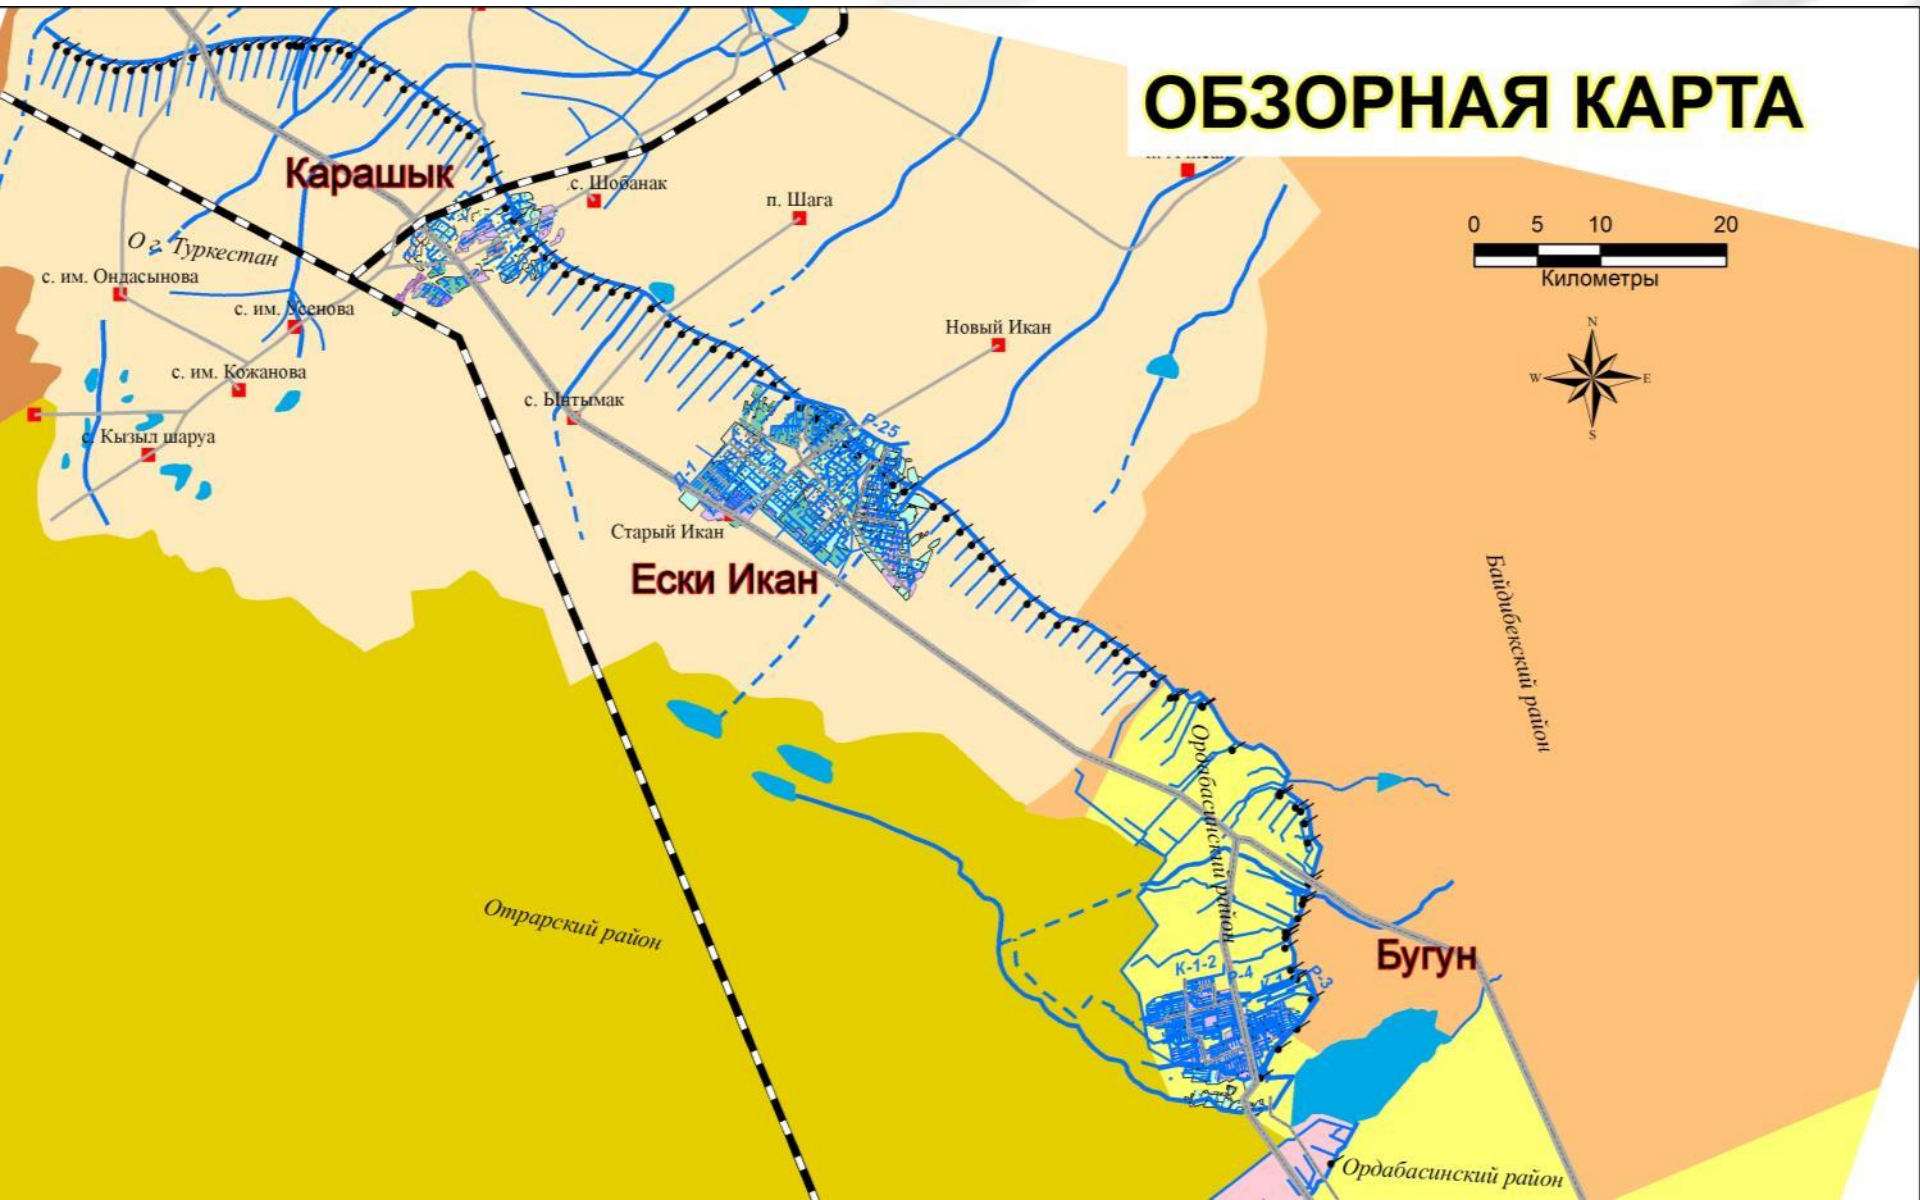 ОБЗОРНАЯ КАРТА
0 5 10 20
Километры
N
W E
S
Карашык
с. Шобанак
п. Шага
О г. Туркестан
с. им. Ондасынова
с. им. Усенова
Новый Икан
с. им. Кожанова
с. Ынтымак
Р-25
с. Кызыл шаруа
Д-1
Старый Икан
Ески Икан
Байдибекский район
Ордабасинский район
Отрарский район
Бугун
К-1-2
Р-4
Р-3
Ордабасинский район